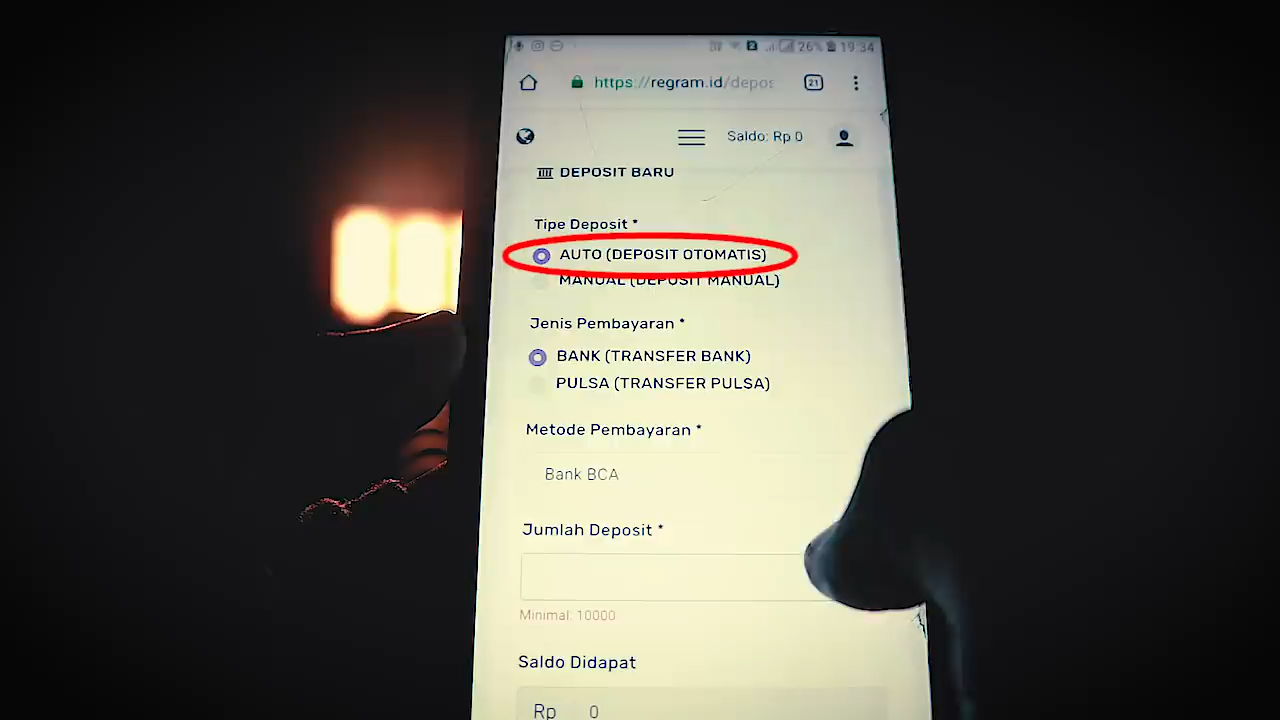 26% 19:34
https://regram.id/depos
21
Saldo: Rp 0
DEPOSIT BARU
Tipe Deposit *
AUTO (DEPOSIT OTOMATIS)
MANUAL (DEPOSIT MANUAL)
Jenis Pembayaran *
BANK (TRANSFER BANK)
PULSA (TRANSFER PULSA)
Metode Pembayaran *
Bank BCA
Jumlah Deposit *
Minimal: 10000
Saldo Didapat
Rp 0